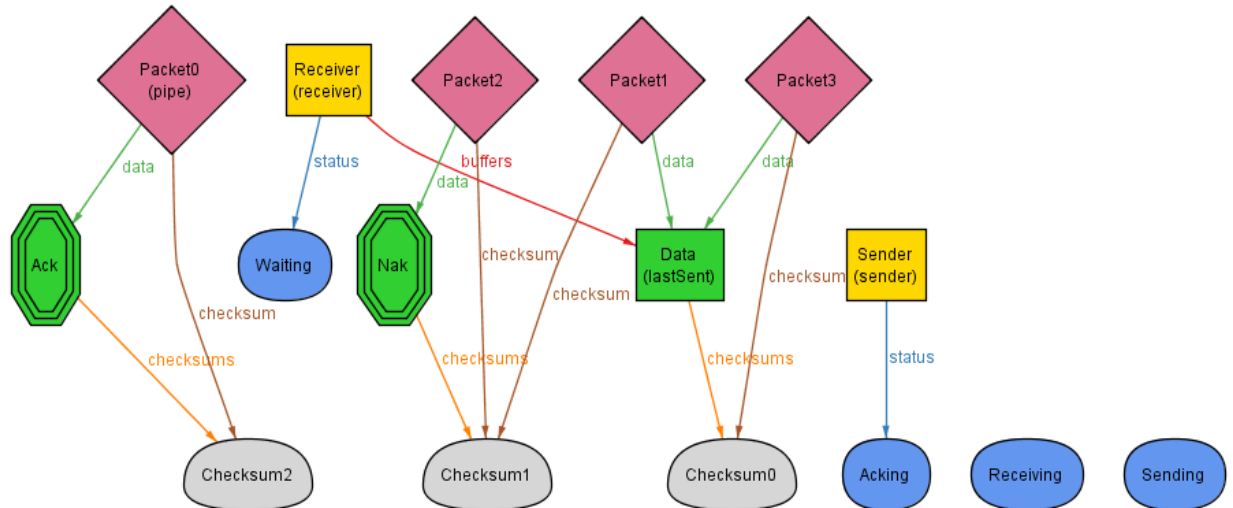 Packet0
(pipe)
Receiver
(receiver)
Packet2
Packet1
Packet3
data
status
buffers
data
data
data
Ack
Waiting
Nak
checksum
Data
(lastSent)
checksum
Sender
(sender)
checksum
checksum
checksums
checksums
checksums
status
Checksum2
Checksum1
Checksum0
Acking
Receiving
Sending